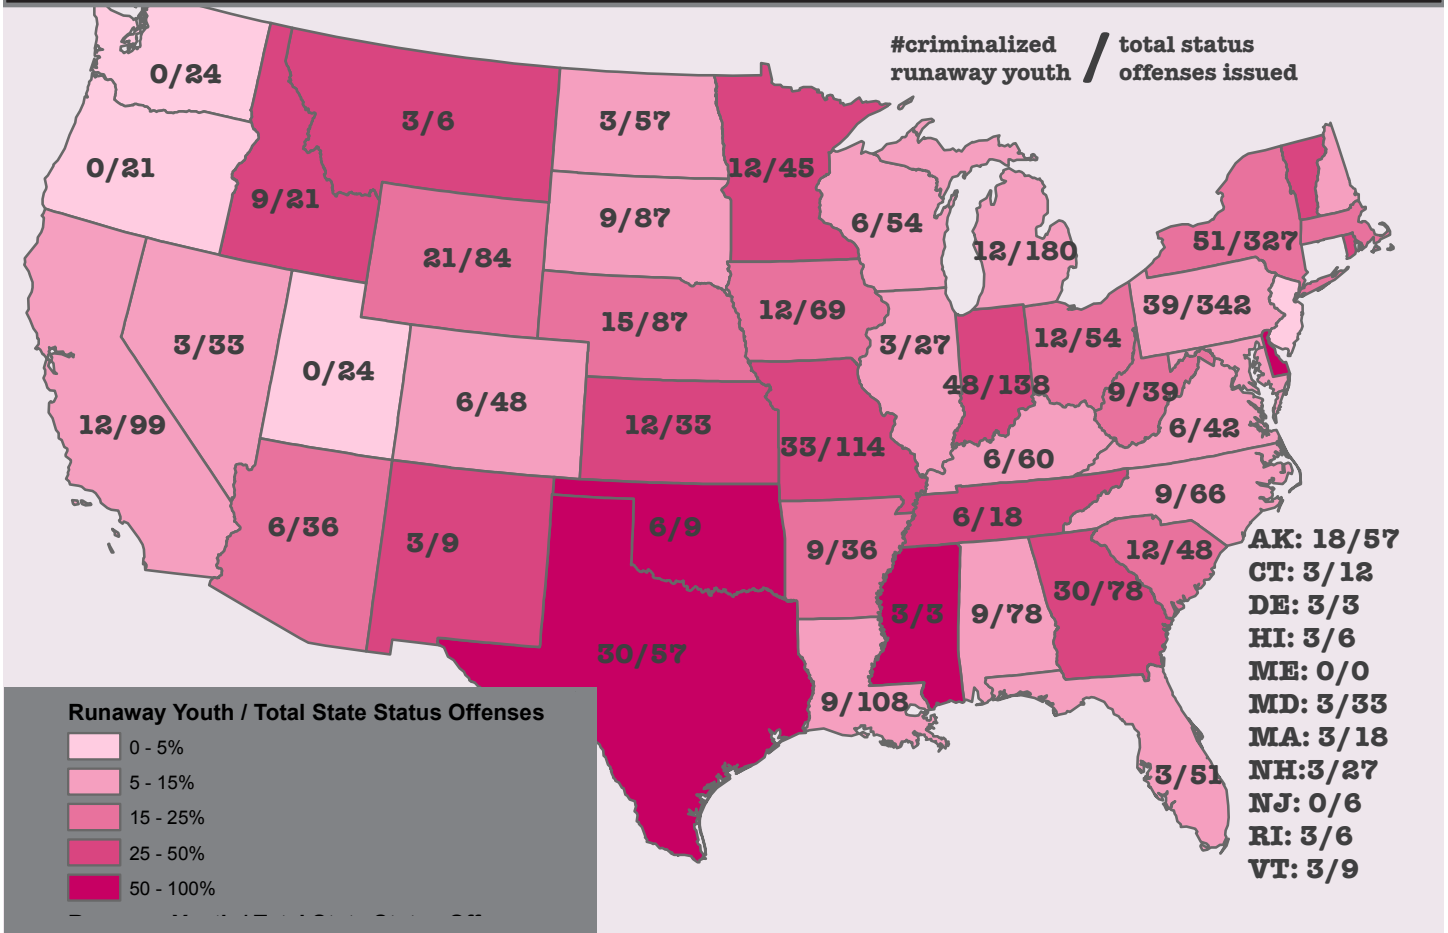 #criminalized
runaway youth / total status
offenses issued
0/24
3/6
3/57
0/21
12/45
9/21
9/87
6/54
51/327
12/180
21/84
39/342
15/87
12/69
3/33
3/27
12/54
0/24
48/138
9/39
6/48
12/99
12/33
6/42
33/114
6/60
9/66
6/36
6/9
6/18
3/9
9/36
12/48
30/78
3/3
9/78
30/57
9/108
3/51
AK: 18/57
CT: 3/12
DE: 3/3
HI: 3/6
ME: 0/0
MD: 3/33
MA: 3/18
NH:3/27
NJ: 0/6
RI: 3/6
VT: 3/9
Runaway Youth / Total State Status Offenses
0 - 5%
5 - 15%
15 - 25%
25 - 50%
50 - 100%